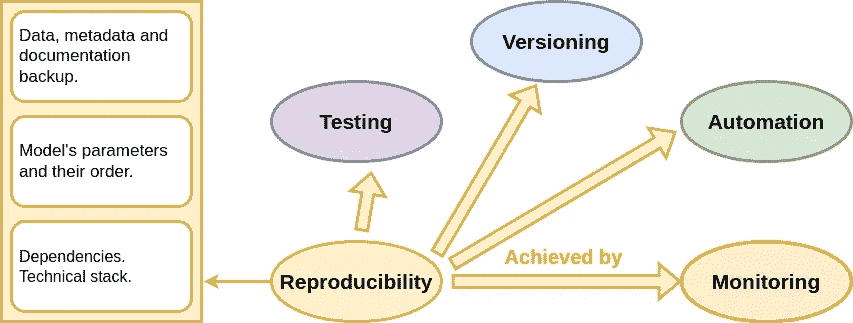 Data, metadata and
documentation
backup.
Model's parameters
and their order.
Dependencies.
Technical stack.
Versioning
Testing
Automation
Achieved by
Reproducibility
Monitoring